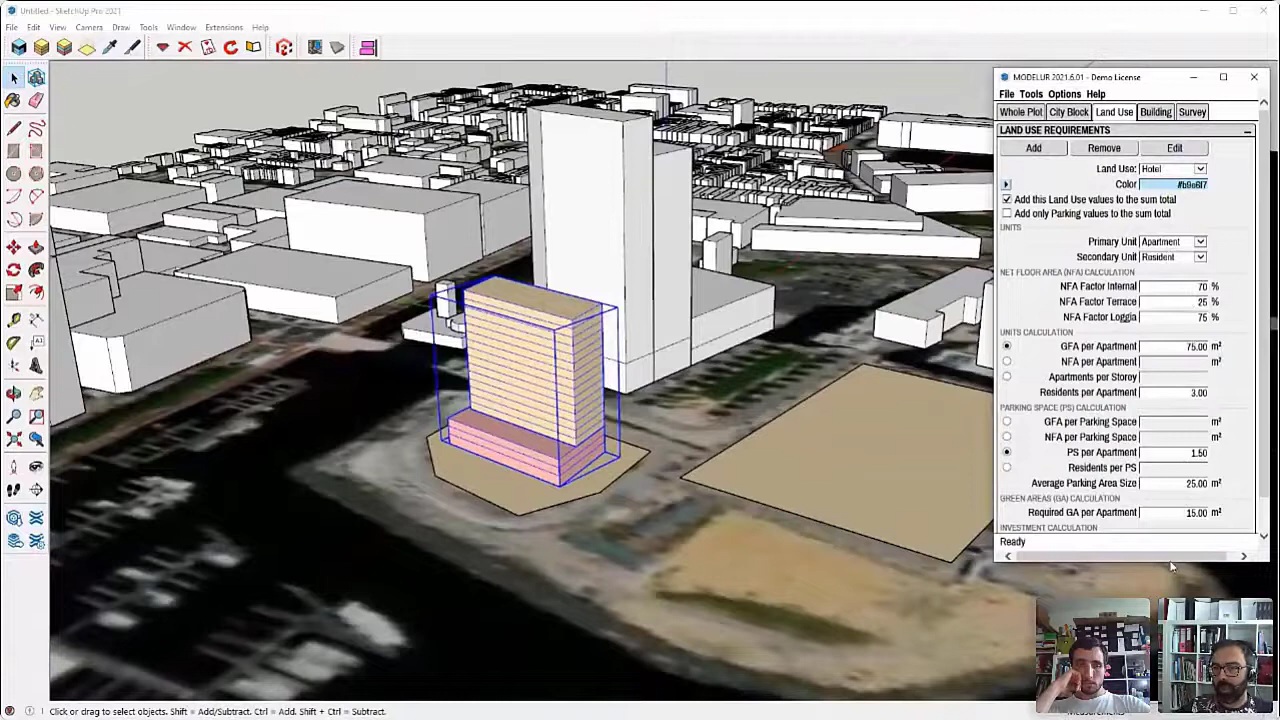 Untitled - SketchUp Pro 2021
File Edit View Camera Draw Tools Window Extensions Help
MODELUR 2021.6.01 - Demo License
File Tools Options Help
Whole Plot City Block Land Use Building Survey
LAND USE REQUIREMENTS
Add Remove Edit
Land Use: Hotel
Color #b9e6f7
Add this Land Use values to the sum total
Add only Parking values to the sum total
UNITS
Primary Unit Apartment
Secondary Unit Resident
NET FLOOR AREA (NFA) CALCULATION
NFA Factor Internal 70 %
NFA Factor Terrace 25 %
NFA Factor Loggia 75 %
UNITS CALCULATION
GFA per Apartment 75.00 m²
NFA per Apartment m²
Apartments per Storey
Residents per Apartment 3.00
PARKING SPACE (PS) CALCULATION
GFA per Parking Space m²
NFA per Parking Space m²
PS per Apartment 1.50
Residents per PS
Average Parking Area Size 25.00 m²
GREEN AREAS (GA) CALCULATION
Required GA per Apartment 15.00 m²
INVESTMENT CALCULATION
Ready
Click or drag to select objects. Shift = Add/Subtract. Ctrl = Add. Shift + Ctrl = Subtract.
Measurements